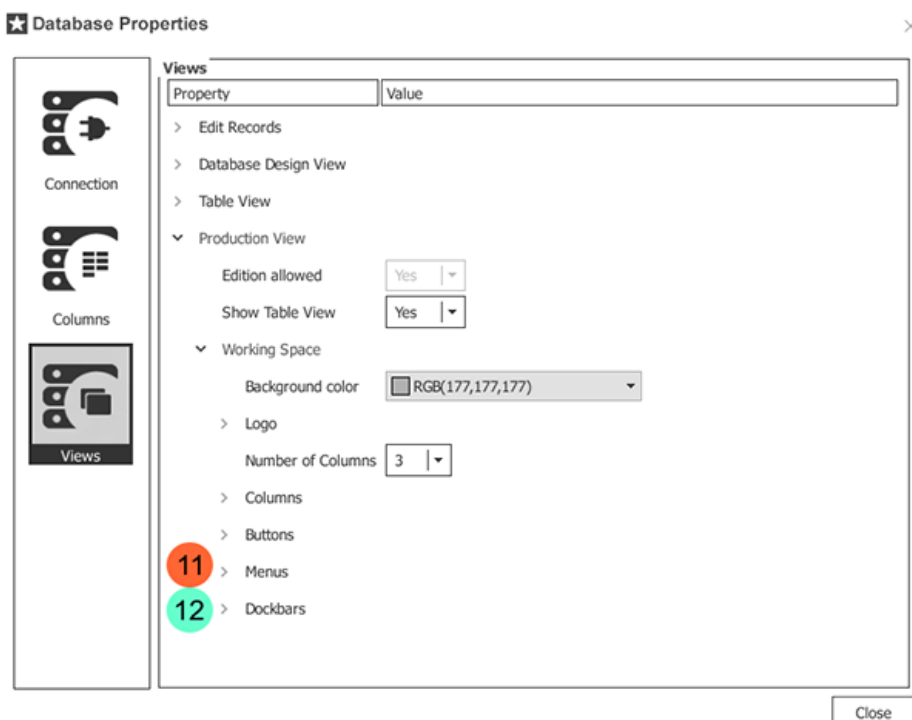 Database Properties
Views
Property Value
Edit Records
Connection
Database Design View
Table View
Production View
Edition allowed Yes
Columns
Show Table View Yes
Working Space
Background color RGB(177,177,177)
Logo
Views
Number of Columns 3
Columns
Buttons
11 Menus
12 Dockbars
Close